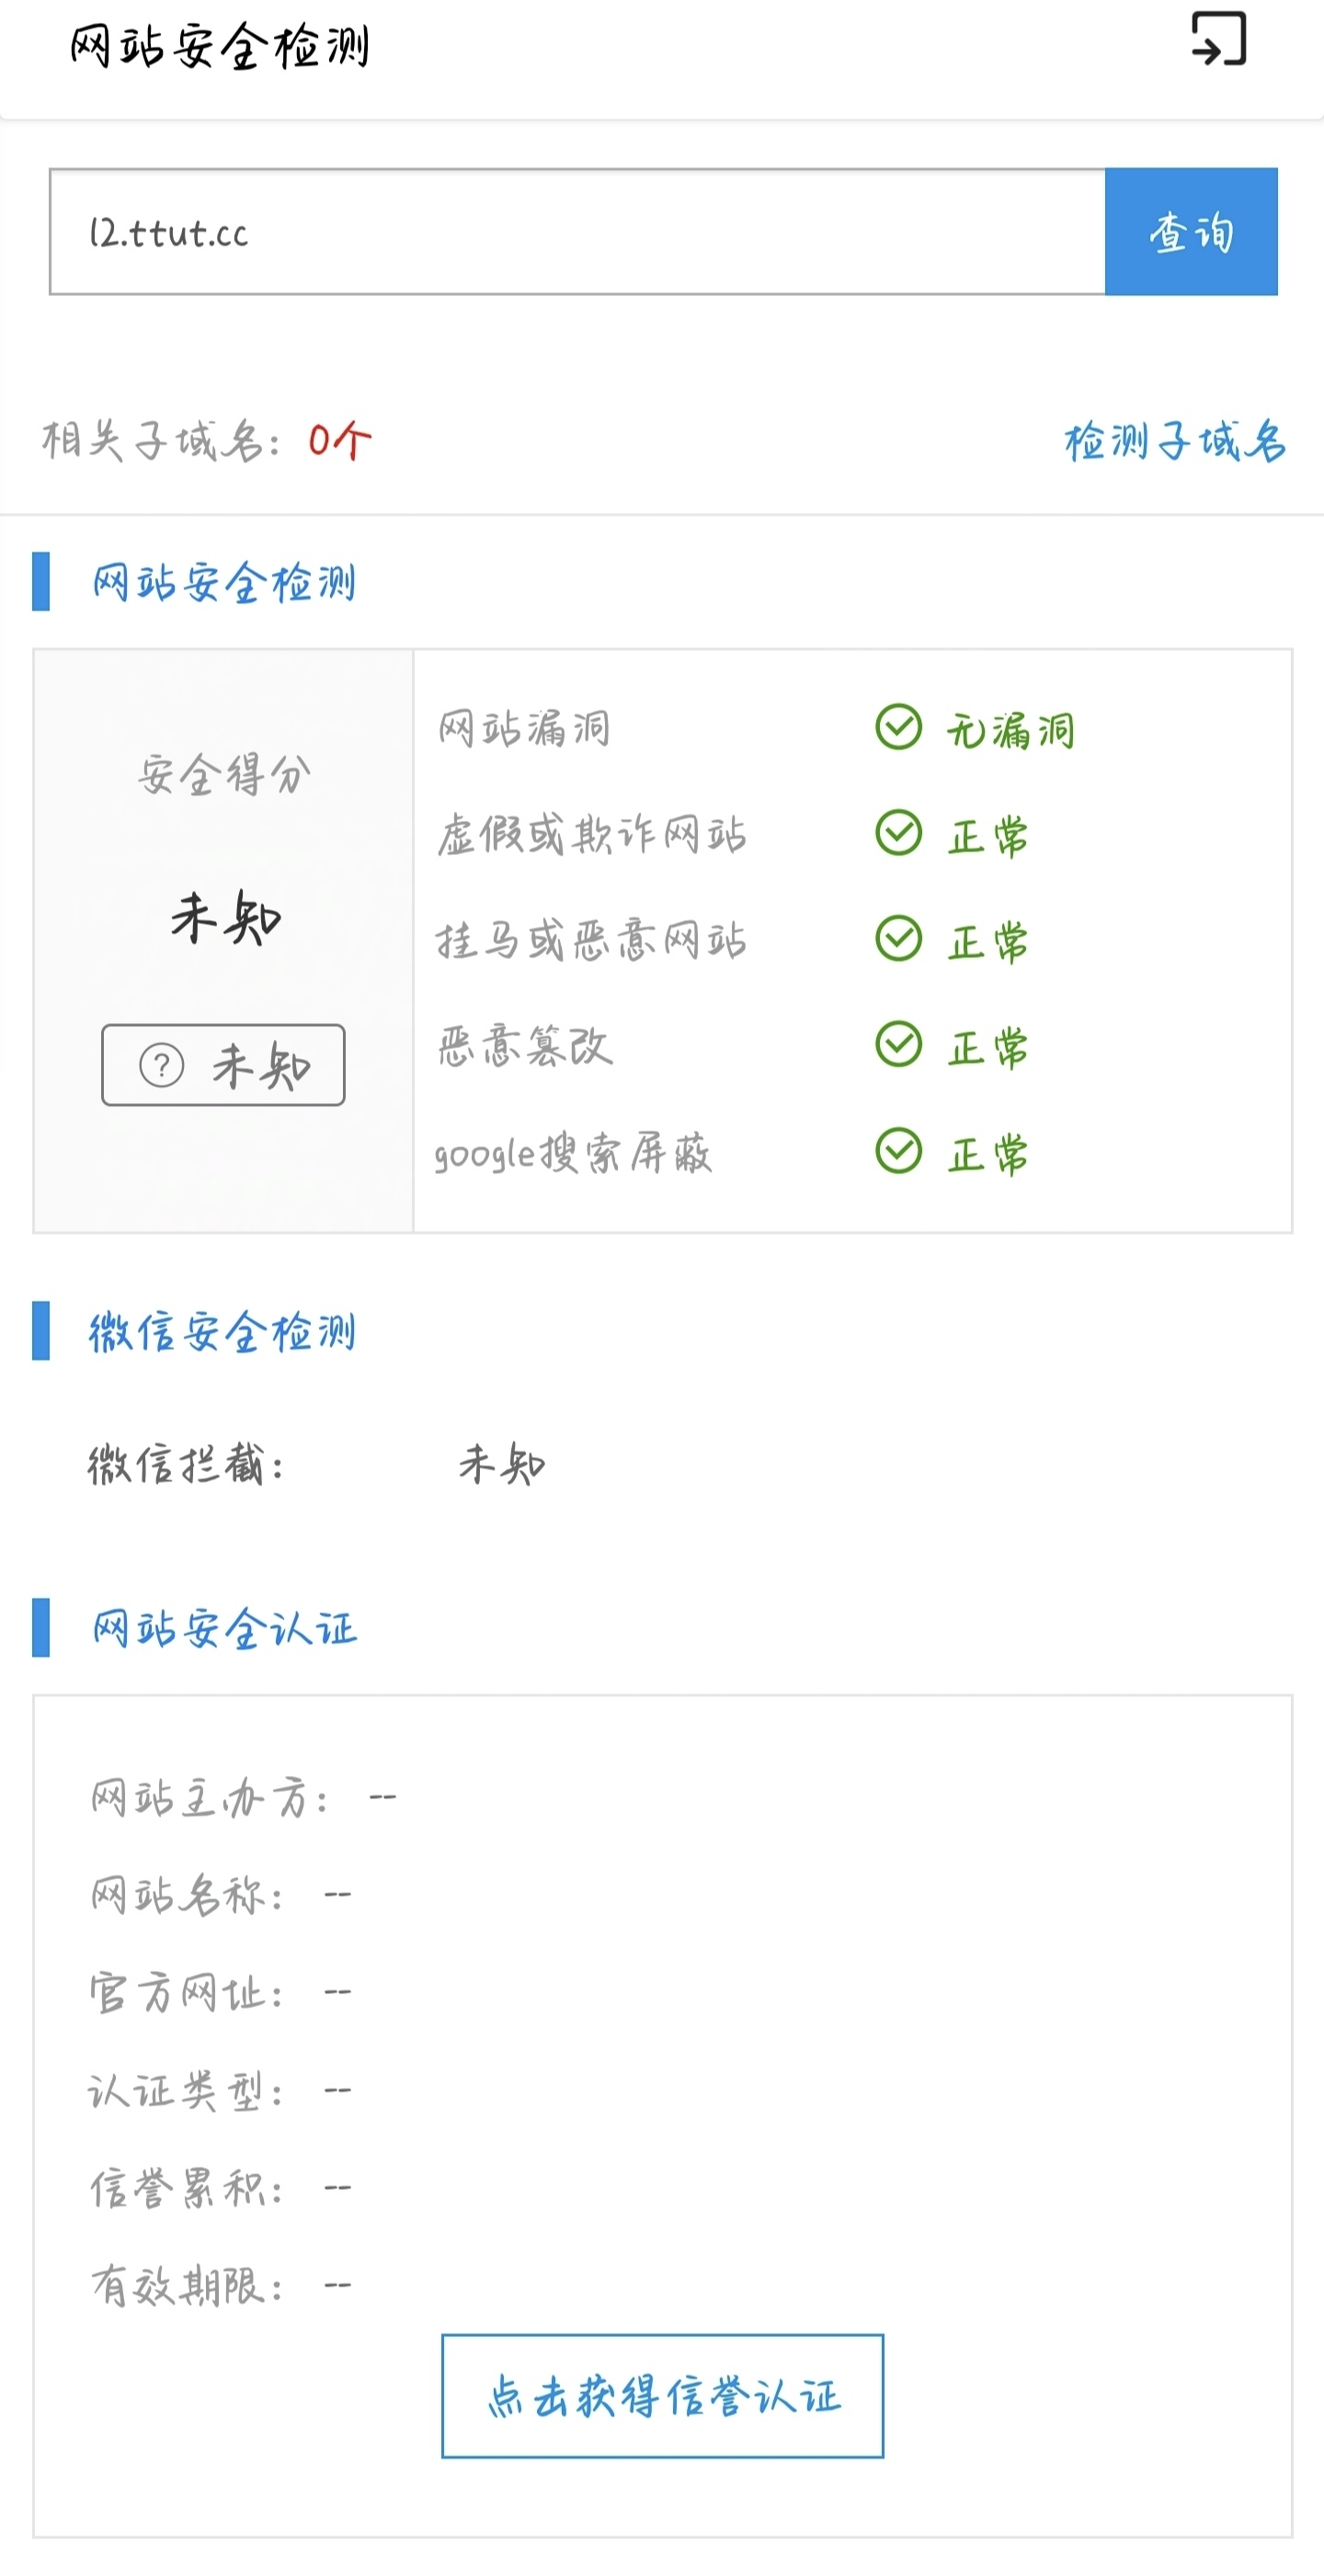 网站安全检测
l2.ttut.cc
查询
相关子域名：0个
检测子域名
网站安全检测
安全得分
未知
? 未知
网站漏洞 无漏洞
虚假或欺诈网站 正常
挂马或恶意网站 正常
恶意篡改 正常
google搜索屏蔽 正常
微信安全检测
微信拦截： 未知
网站安全认证
网站主办方： --
网站名称： --
官方网址： --
认证类型： --
信誉累积： --
有效期限： --
点击获得信誉认证